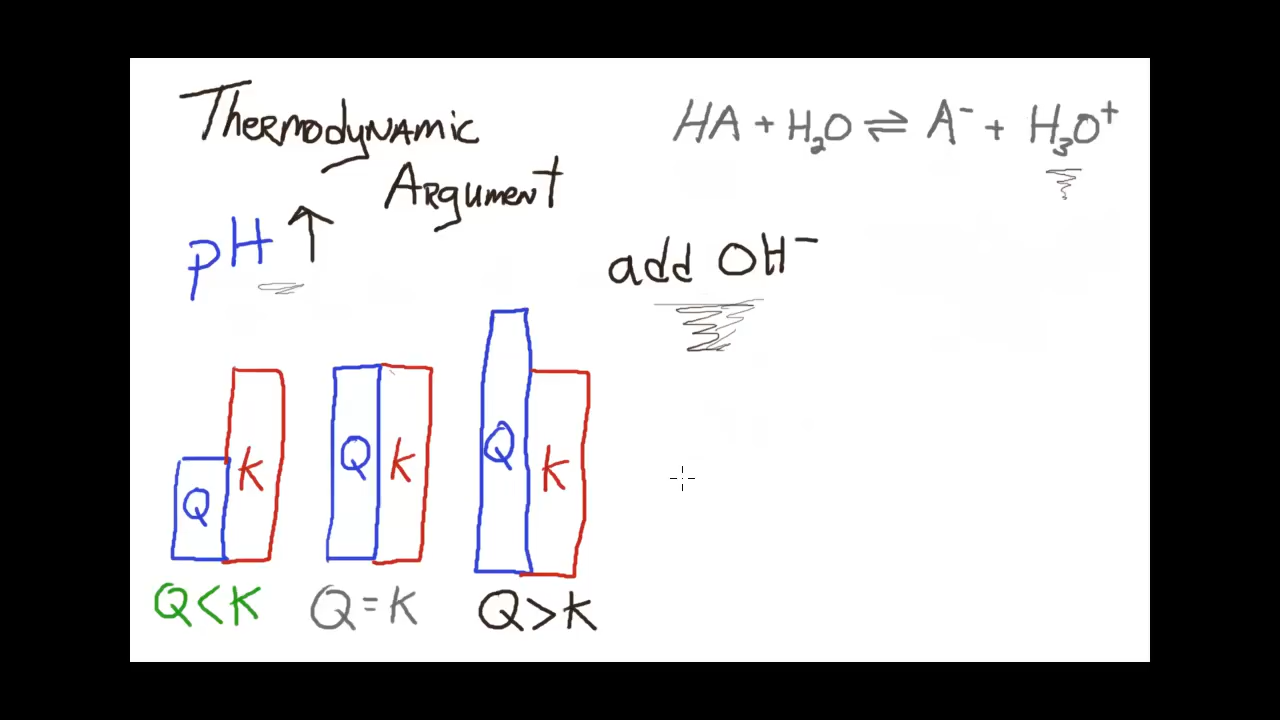 Thermodynamic
Argument
HA + H₂O ⇌ A⁻ + H₃O⁺
pH ↑
add OH⁻
Q K
Q K
Q K
Q < K
Q = K
Q > K